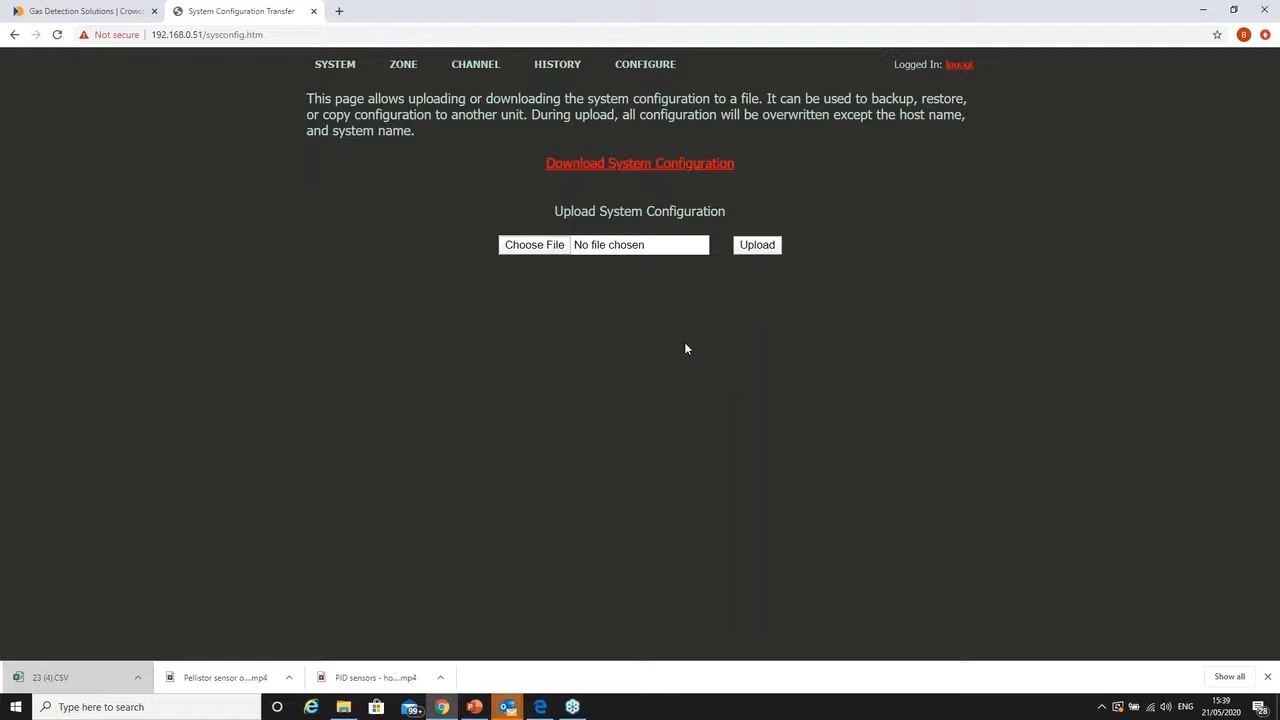 Gas Detection Solutions | Crowc
System Configuration Transfer
Not secure
192.168.0.51/sysconfig.htm
B
SYSTEM ZONE CHANNEL HISTORY CONFIGURE Logged In: logout
This page allows uploading or downloading the system configuration to a file. It can be used to backup, restore,
or copy configuration to another unit. During upload, all configuration will be overwritten except the host name,
and system name.
Download System Configuration
Upload System Configuration
Choose File No file chosen Upload
23 (4).CSV
Pellistor sensor o....mp4
PID sensors - ho....mp4
Show all
Type here to search
99+
ENG
15:39
21/05/2020
28